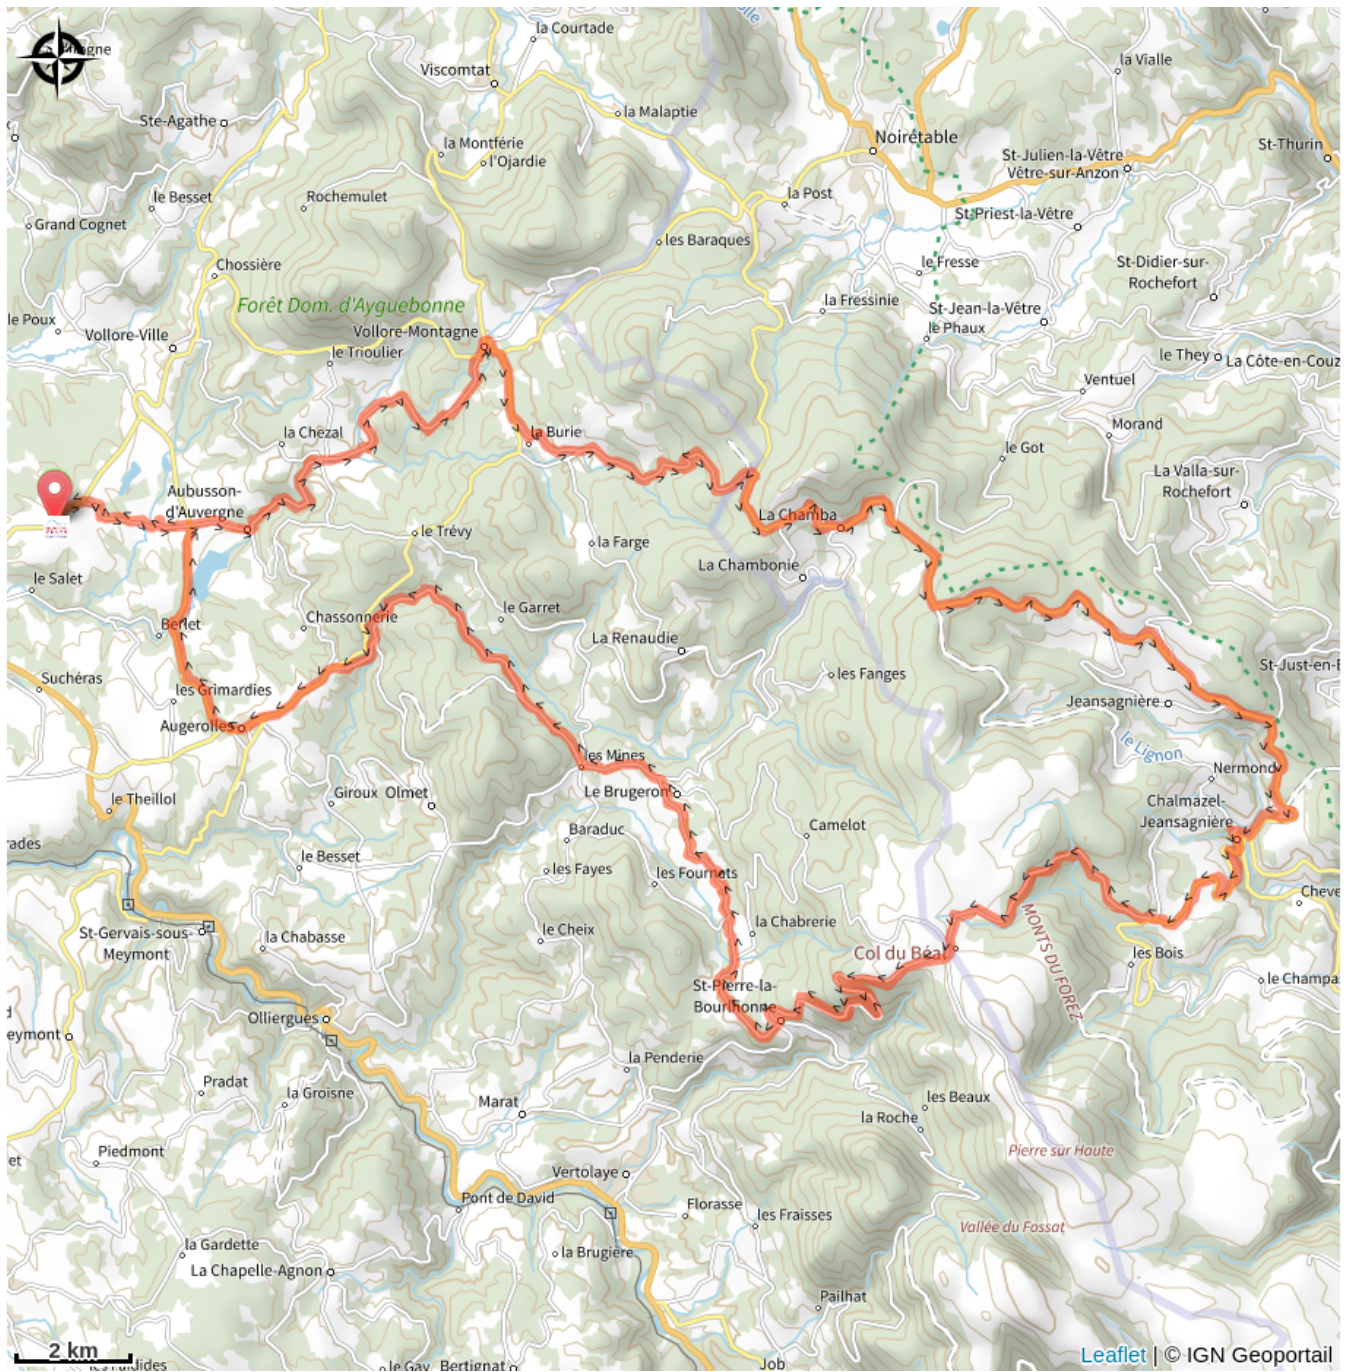 la Courtade
la Vialle
Viscomtat
la Malaptie
Ste-Agathe
Noirétable
la Montférie
l'Ojardie
St-Julien-la-Vêtre
Vêtre-sur-Anzon
St-Thurin
le Besset
Rochemulet
la Post
Grand Cognet
St-Priest-la-Vêtre
les Baraques
Chossière
le Fresse
St-Didier-sur-
Rochefort
Forêt Dom. d'Ayguebonne
la Fressinie
St-Jean-la-Vêtre
le Phaux
le Poux
Vollore-Ville
Vollore-Montagne
le Trioulier
le They
La Côte-en-Couz
Ventuel
Morand
la Chezal
la Burie
le Got
La Valla-sur-
Rochefort
Aubusson-
d'Auvergne
La Chamba
le Trévy
la Farge
La Chambonie
le Salet
Berlet
Chassonnerie
le Garret
La Renaudie
les Fanges
St-Just-en-B
Suchéras
les Grimardies
Jeansagnière
Augerolles
le Lignon
les Mines
Nermond
Giroux
Olmet
Le Brugeron
Chalmazel-
Jeansagnière
le Theillol
Baraduc
Camelot
rades
le Besset
les Fayes
les Fournets
Cheve
la Chabrerie
St-Gervais-sous-
Meymont
la Chabasse
le Cheix
Col du Béal
MONTS DU FOREZ
les Bois
le Champa
St-Pierre-la-
Bourlhonne
Olliergues
eymont
la Penderie
Pradat
la Groisne
Marat
les Beaux
la Roche
Piedmont
Pierre sur Haute
Vertolaye
Pont de David
Florasse
les Fraisses
Vallée du Fossat
la Gardette
La Chapelle-Agnon
la Brugière
Pailhat
2 km
le Gay
Bertignat
Job
Leaflet | © IGN Geoportail